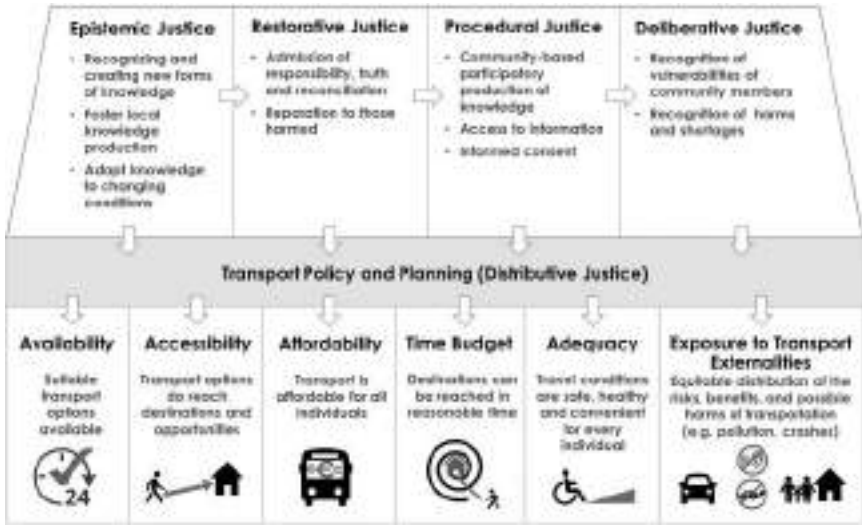 Epistemic Justice
Recognizing and
creating new forms
of knowledge
Foster local
knowledge
production
Adapt knowledge
to changing
conditions
Restorative Justice
Admission of
responsibility, truth
and reconciliation
Reparation to those
harmed
Procedural Justice
Community-based
participatory
production of
knowledge
Access to Information
Informed consent
Deliberative Justice
Recognition of
vulnerabilities of
community members
Recognition of harms
and shortages
Transport Policy and Planning (Distributive Justice)
Availability
Suitable
transport
options
available
24
Accessibility
Transport options
do reach
destinations and
opportunities
Affordability
Transport is
affordable for all
individuals
Time Budget
Destinations can
be reached in
reasonable time
Adequacy
Travel conditions
are safe, healthy
and convenient
for every
individual
Exposure to Transport
Externalities
Equitable distribution of the
risks, benefits, and possible
harms of transportation
(e.g. pollution, crashes)